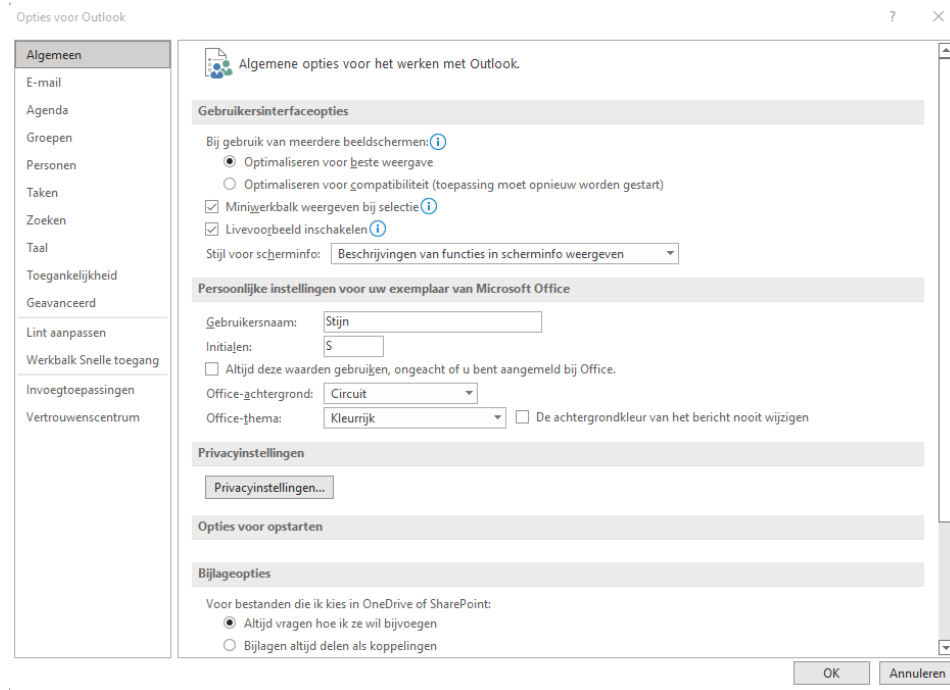 Opties voor Outlook
?
Algemeen
E-mail
Agenda
Groepen
Personen
Taken
Zoeken
Taal
Toegankelijkheid
Geavanceerd
Lint aanpassen
Werkbalk Snelle toegang
Invoegtoepassingen
Vertrouwenscentrum
Algemene opties voor het werken met Outlook.
Gebruikersinterfaceopties
Bij gebruik van meerdere beeldschermen:
Optimaliseren voor beste weergave
Optimaliseren voor compatibiliteit (toepassing moet opnieuw worden gestart)
Miniwerkbalk weergeven bij selectie
Livevoorbeeld inschakelen
Stijl voor scherminfo: Beschrijvingen van functies in scherminfo weergeven
Persoonlijke instellingen voor uw exemplaar van Microsoft Office
Gebruikersnaam: Stijn
Initialen: S
Altijd deze waarden gebruiken, ongeacht of u bent aangemeld bij Office.
Office-achtergrond: Circuit
Office-thema: Kleurrijk De achtergrondkleur van het bericht nooit wijzigen
Privacyinstellingen
Privacyinstellingen...
Opties voor opstarten
Bijlageopties
Voor bestanden die ik kies in OneDrive of SharePoint:
Altijd vragen hoe ik ze wil bijvoegen
Bijlagen altijd delen als koppelingen
OK Annuleren